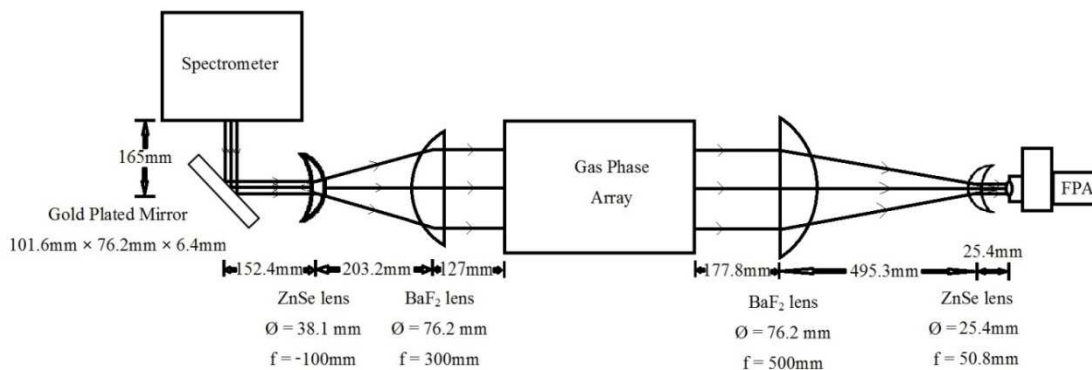 Spectrometer
165mm
Gold Plated Mirror
101.6mm × 76.2mm × 6.4mm
152.4mm
203.2mm
127mm
ZnSe lens
Ø = 38.1 mm
f = -100mm
BaF₂ lens
Ø = 76.2 mm
f = 300mm
Gas Phase
Array
177.8mm
495.3mm
25.4mm
BaF₂ lens
Ø = 76.2 mm
f = 500mm
ZnSe lens
Ø = 25.4mm
f = 50.8mm
FPA